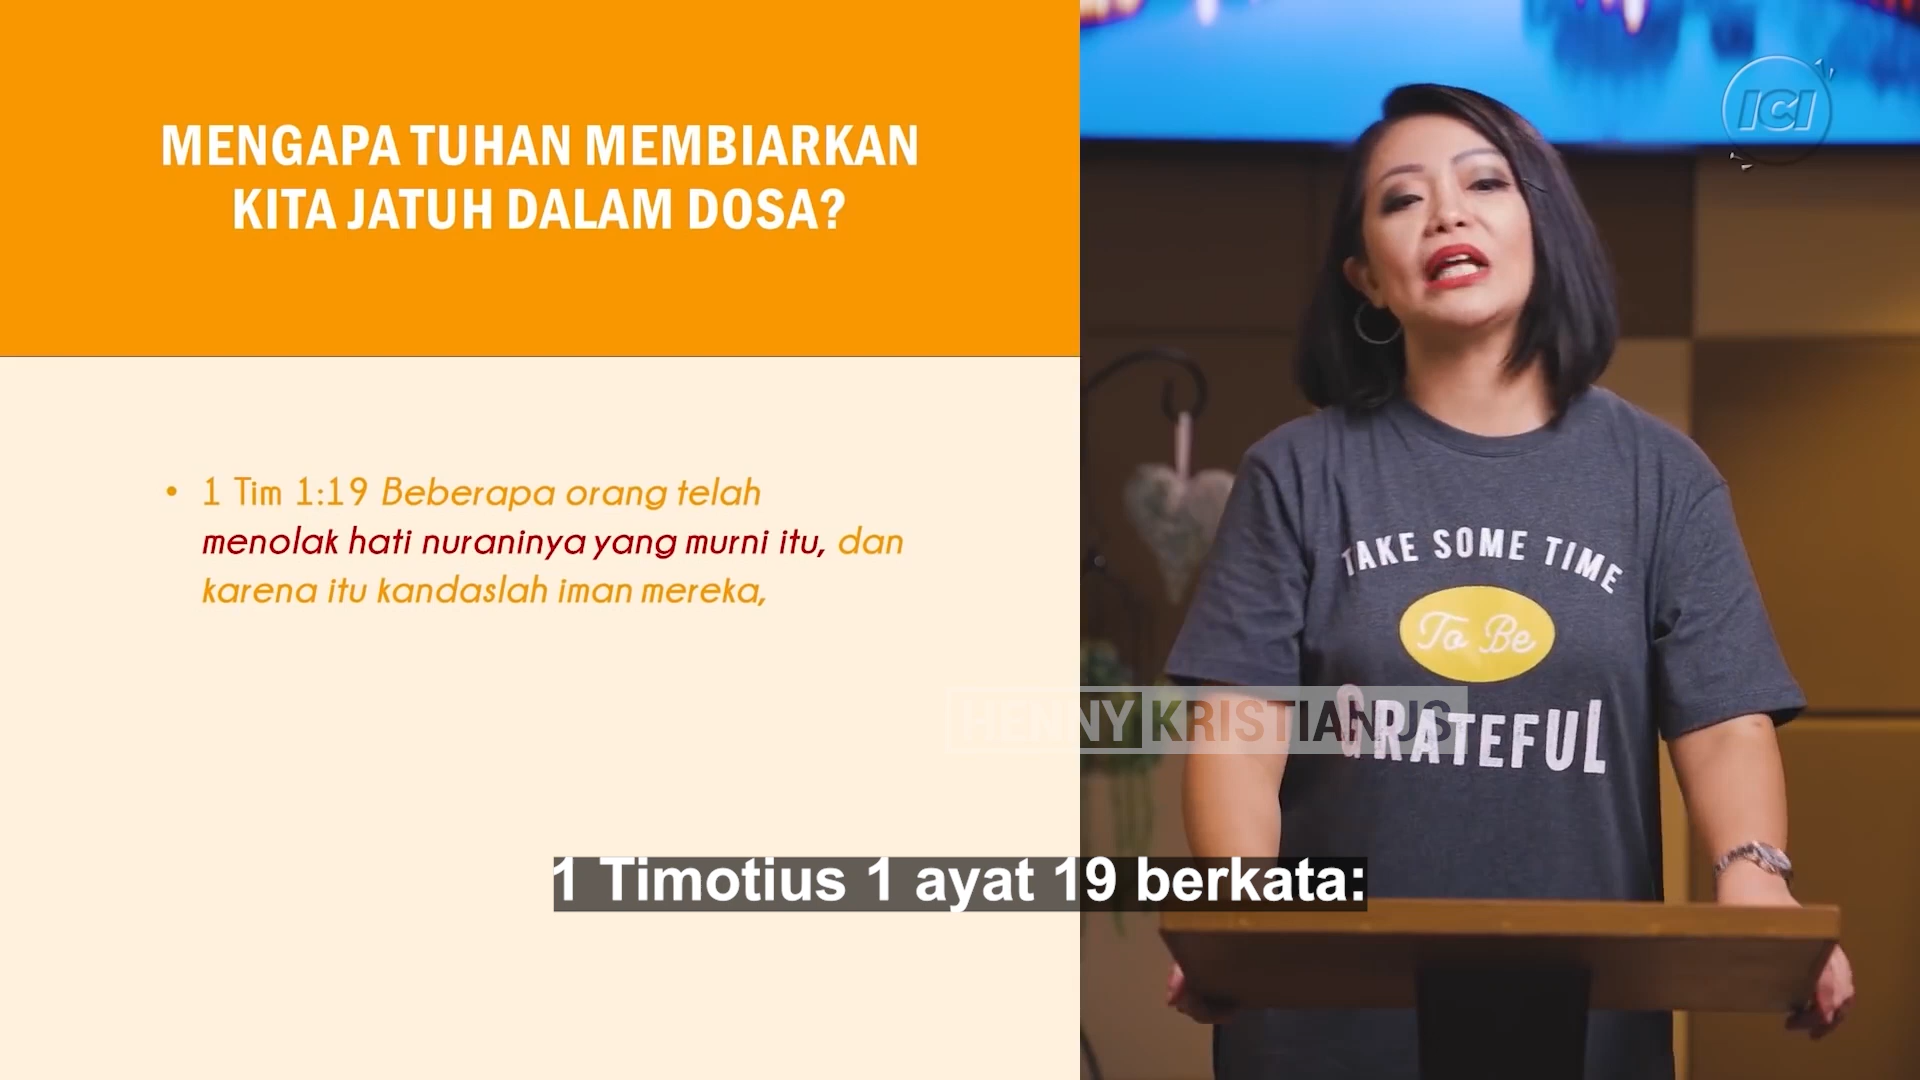 MENGAPA TUHAN MEMBIARKAN
KITA JATUH DALAM DOSA?
• 1 Tim 1:19 Beberapa orang telah
menolak hati nuraninya yang murni itu, dan
karena itu kandaslah iman mereka,
ICI
TAKE SOME TIME
To Be
GRATEFUL
HENNY KRISTIANUS
1 Timotius 1 ayat 19 berkata: